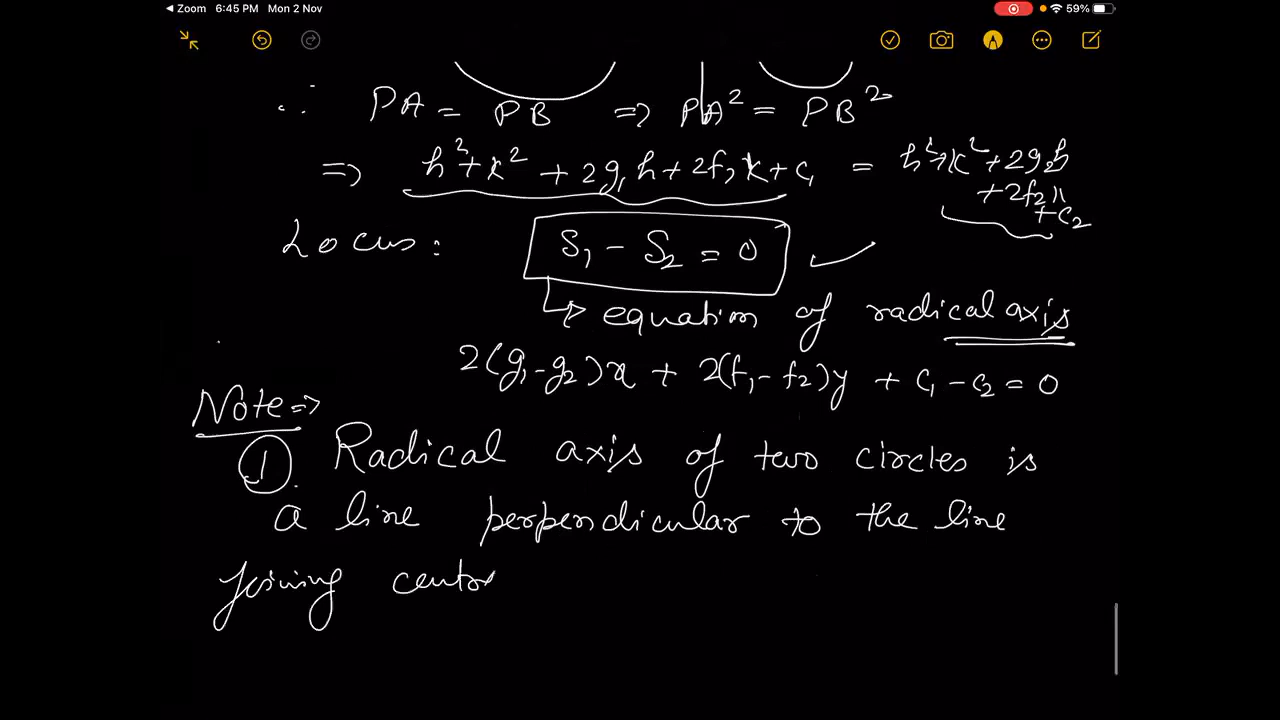 Zoom 6:45 PM Mon 2 Nov 59%
∴ PA = PB => PA² = PB²
=> h²+k² + 2g₁h + 2f₁k + c₁ = h²+k²+2g₂h
+2f₂k
+c₂
Locus: S₁ - S₂ = 0
equation of radical axis
2(g₁-g₂)x + 2(f₁-f₂)y + c₁-c₂ = 0
Note=>
① Radical axis of two circles is
a line perpendicular to the line
joining centre